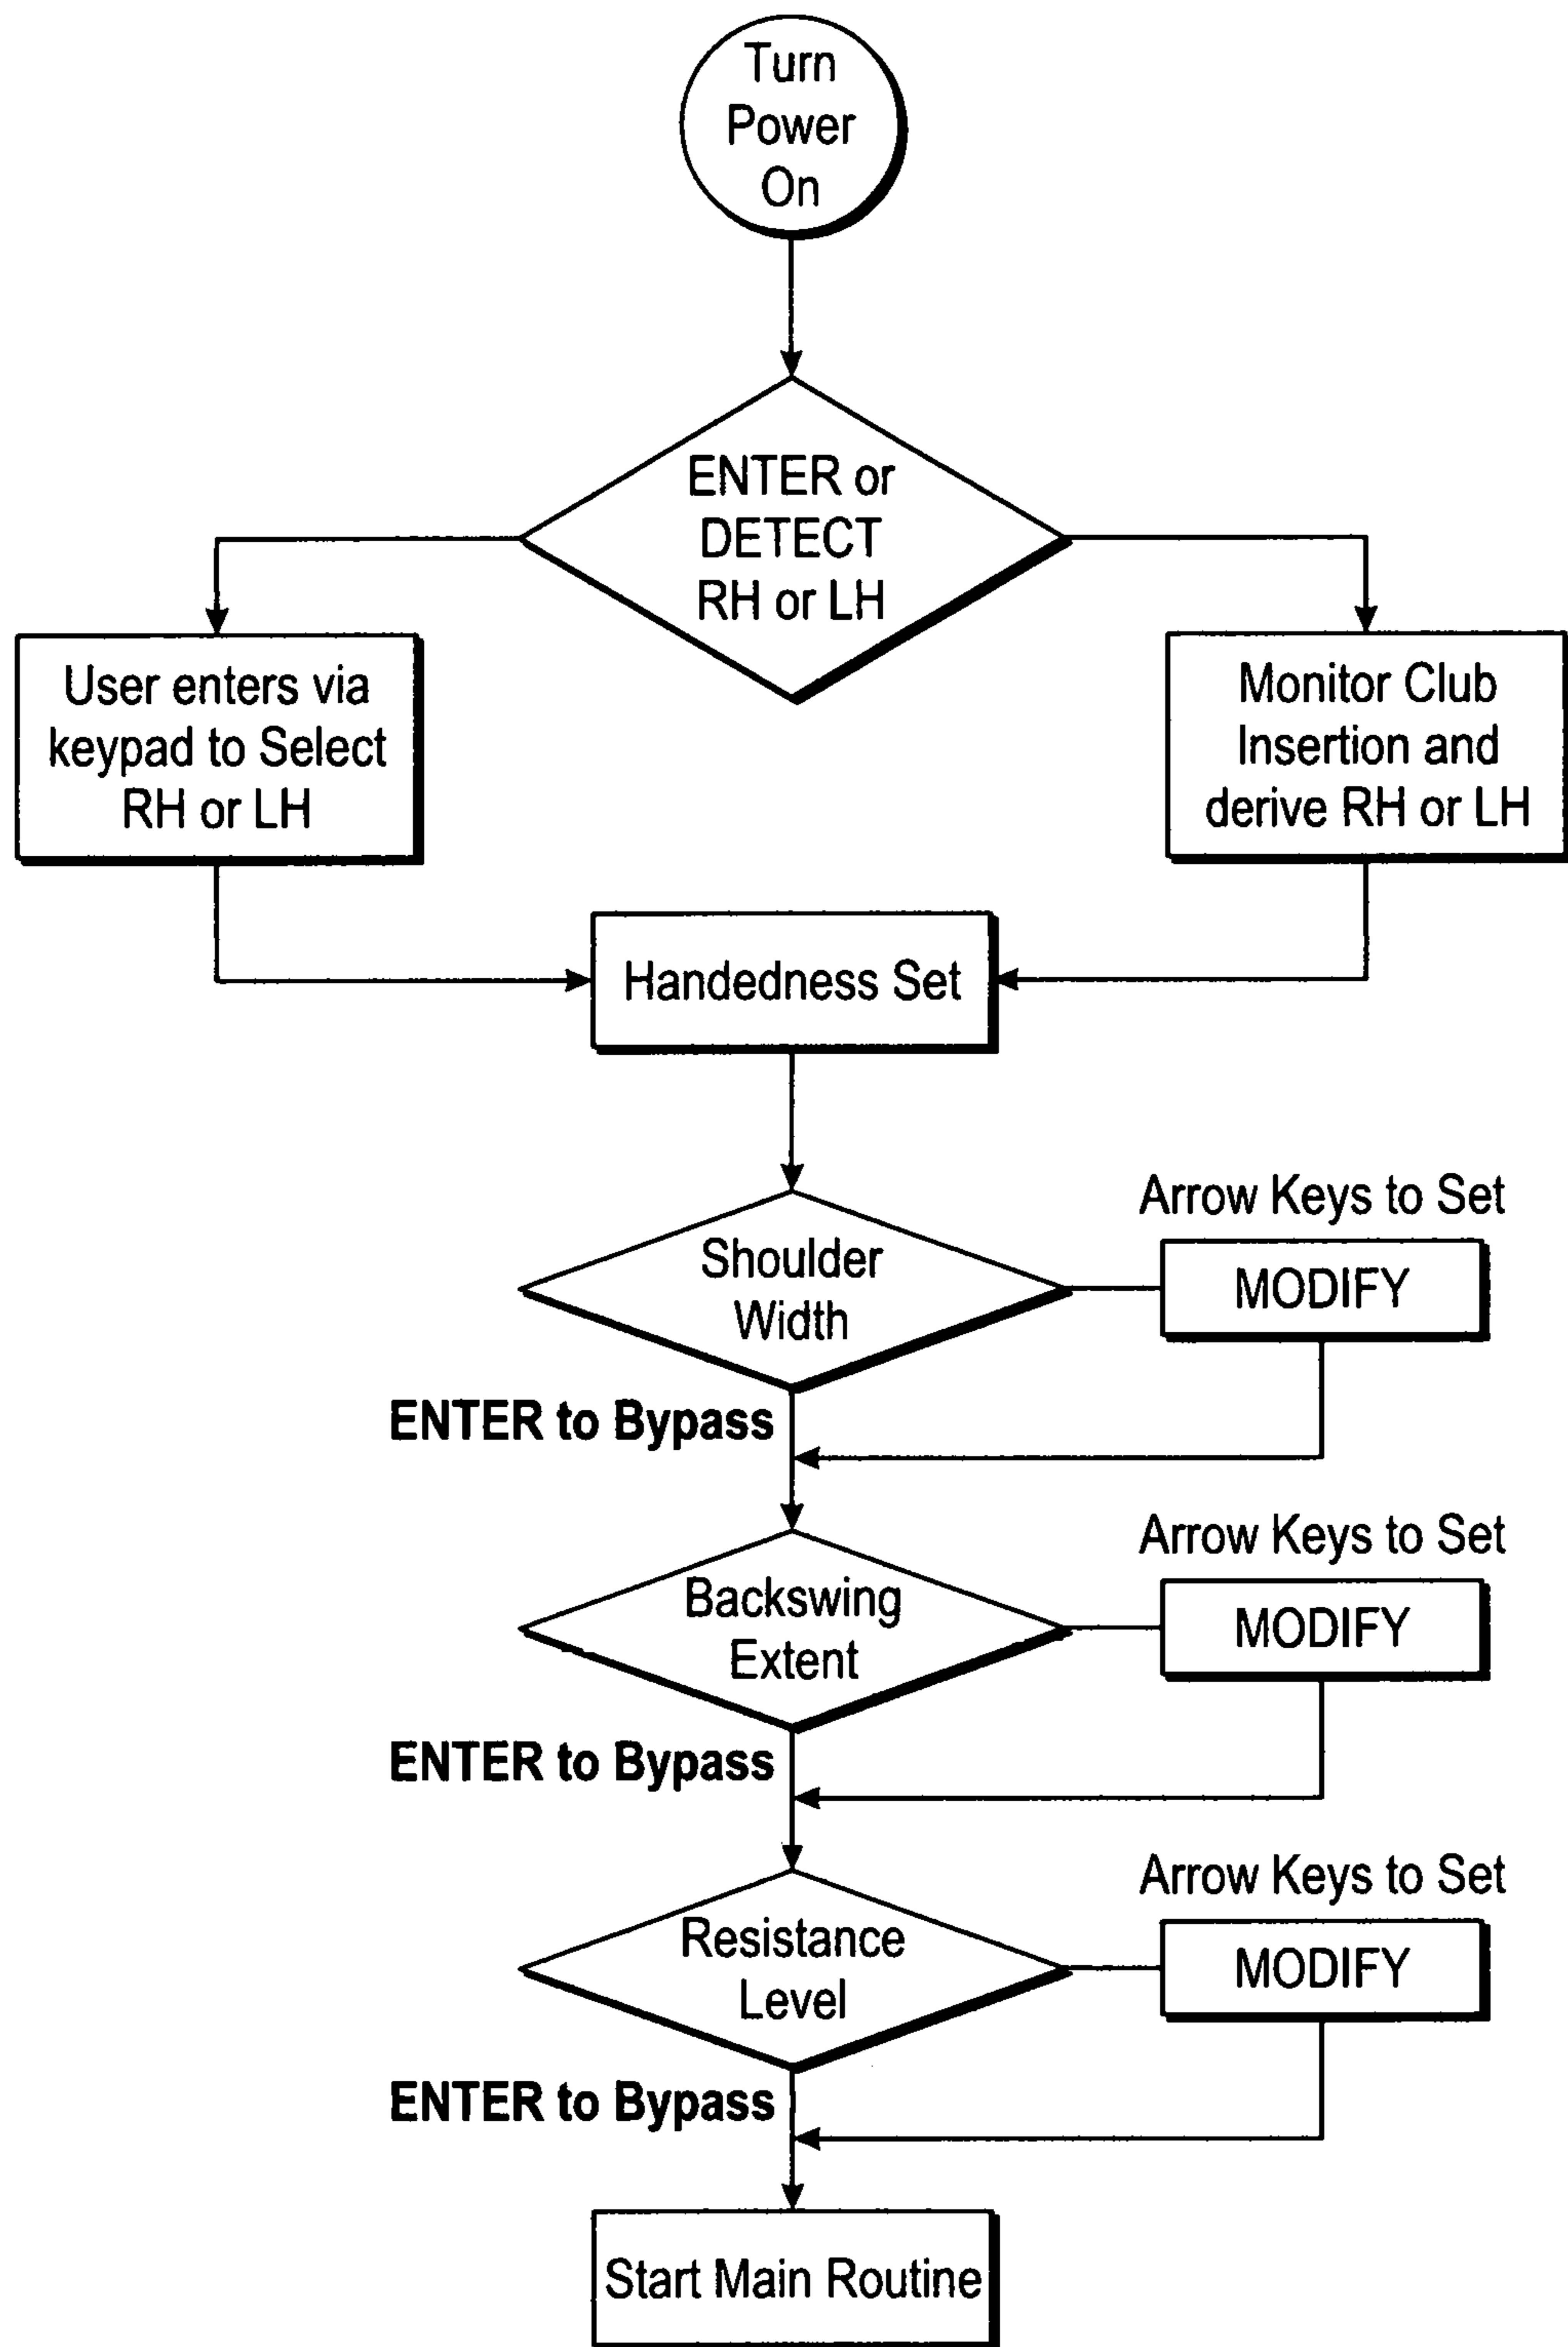 Turn
Power
On
ENTER or
DETECT
RH or LH
User enters via
keypad to Select
RH or LH
Monitor Club
Insertion and
derive RH or LH
Handedness Set
Shoulder
Width
Arrow Keys to Set
MODIFY
ENTER to Bypass
Backswing
Extent
Arrow Keys to Set
MODIFY
ENTER to Bypass
Resistance
Level
Arrow Keys to Set
MODIFY
ENTER to Bypass
Start Main Routine